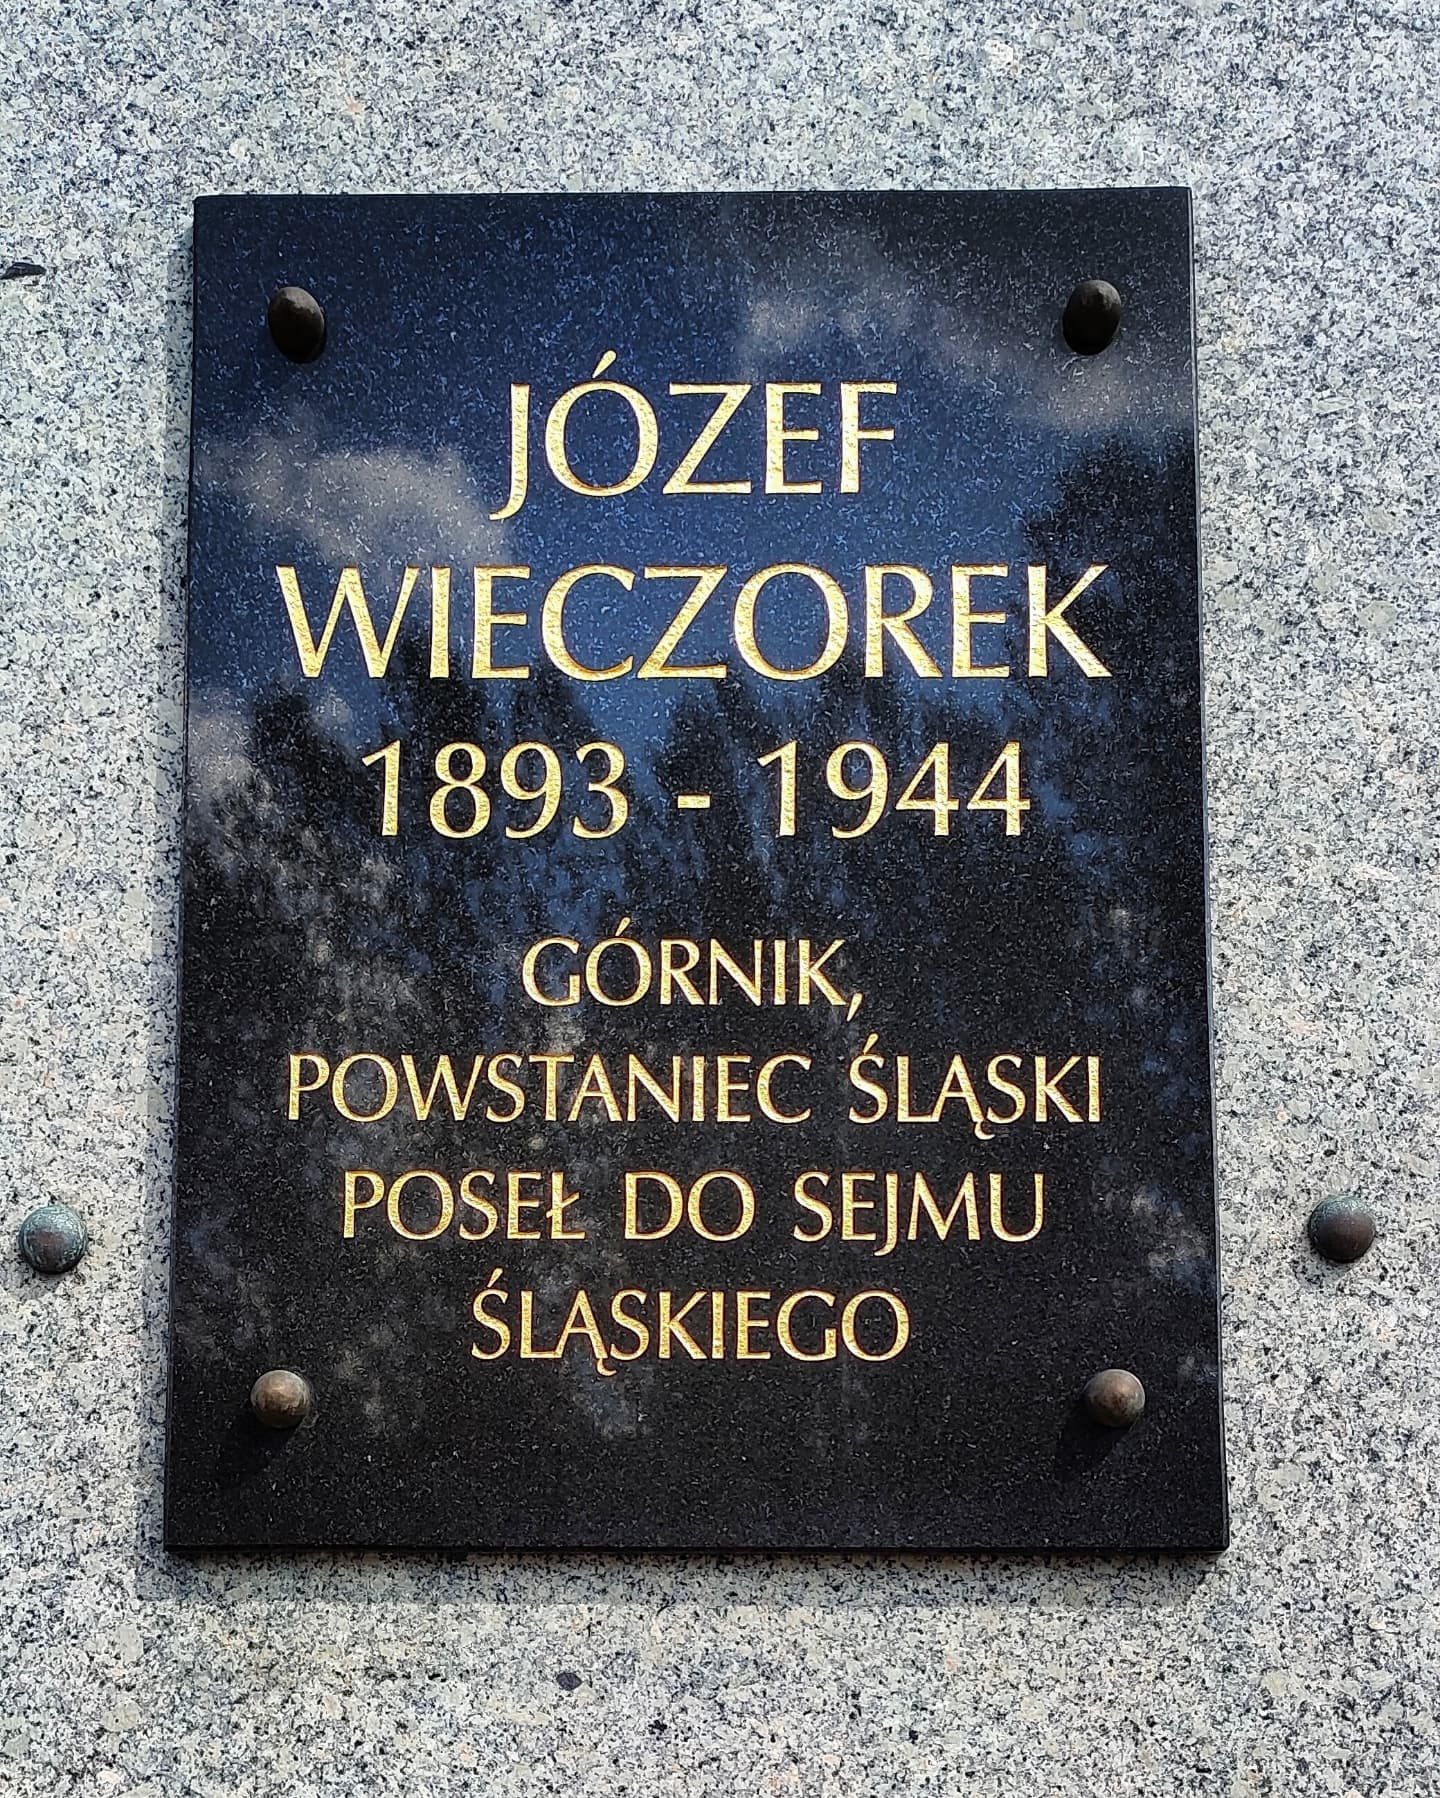 JÓZEF
WIECZOREK
1893 - 1944
GÓRNIK,
POWSTANIEC ŚLĄSKI
POSEŁ DO SEJMU
ŚLĄSKIEGO